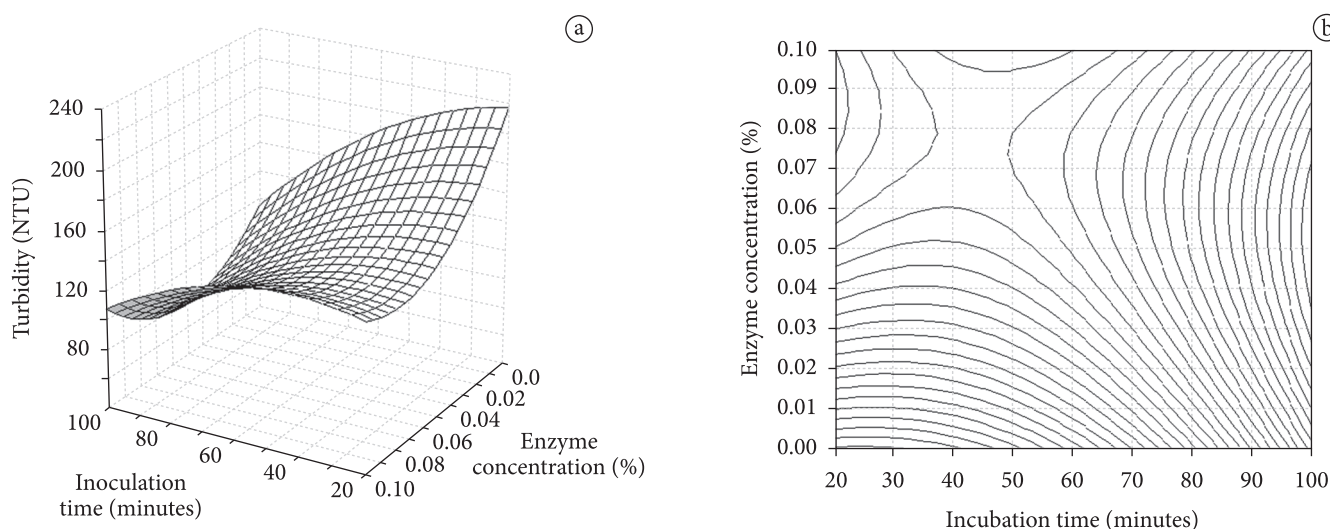 a
240
200
160
120
80
Turbidity (NTU)
100
80
60
40
20
Inoculation
time (minutes)
0.0
0.02
0.04
0.06
0.08
0.10
Enzyme
concentration (%)
b
0.10
0.09
0.08
0.07
0.06
0.05
0.04
0.03
0.02
0.01
0.00
Enzyme concentration (%)
20 30 40 50 60 70 80 90 100
Incubation time (minutes)